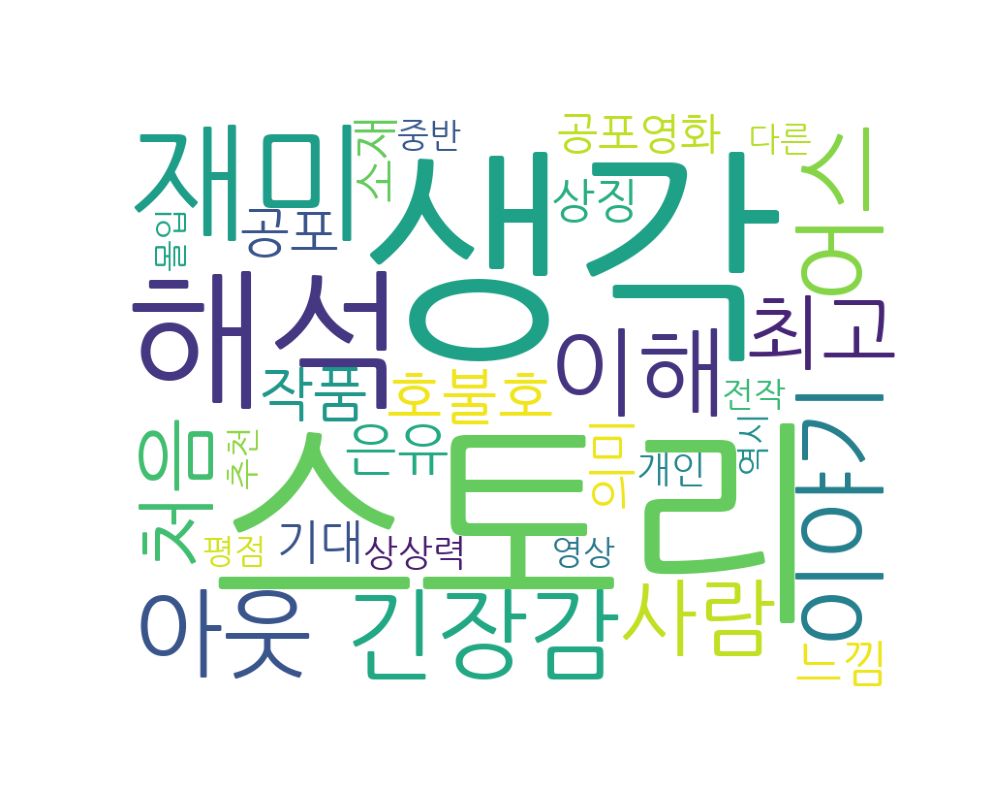 재미
소재
중반
생각
공포영화
다른
어스
상징
몰입
공포
해석
이해
최고
작품
호불호
전작
처음
추천
은유
스토리
의미
개인
역시
이야기
평점
기대
상상력
영상
아웃
긴장감
사람
느낌